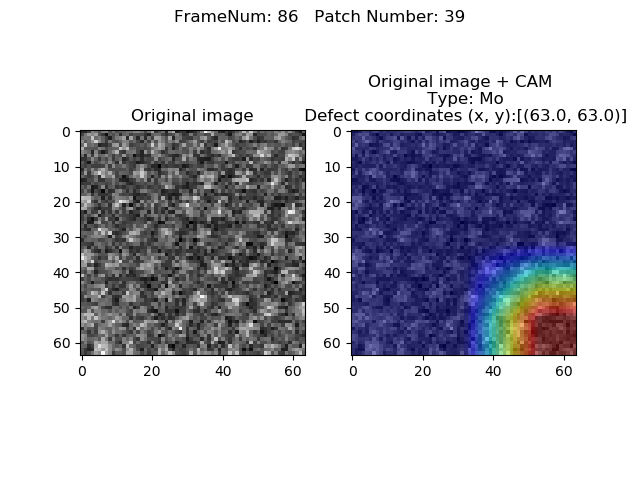 FrameNum: 86   Patch Number: 39
Original image
Original image + CAM
Type: Mo
Defect coordinates (x, y):[(63.0, 63.0)]
0
10
20
30
40
50
60
0 20 40 60
0
10
20
30
40
50
60
0 20 40 60